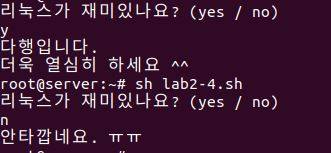 리눅스가 재미있나요? (yes / no)
y
다행입니다.
더욱 열심히 하세요 ^^
root@server:~# sh lab2-4.sh
리눅스가 재미있나요? (yes / no)
n
안타깝네요. ㅠㅠ